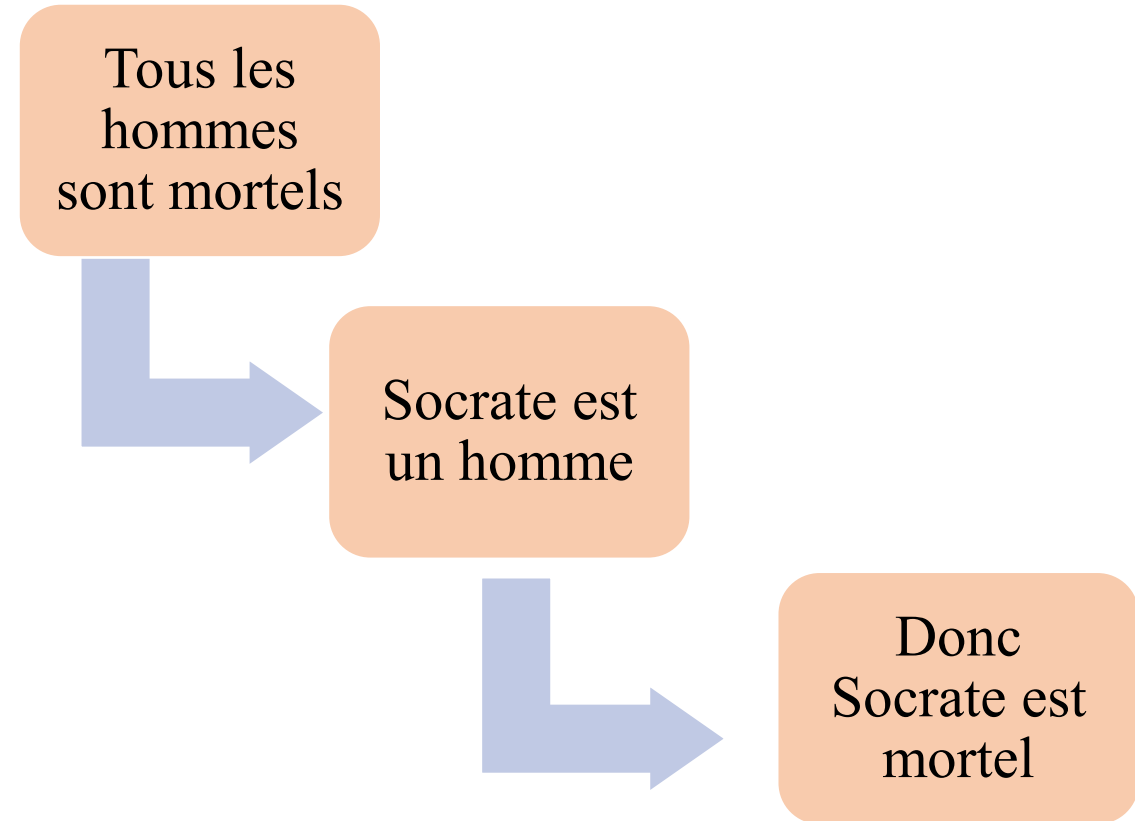 Tous les
hommes
sont mortels
Socrate est
un homme
Donc
Socrate est
mortel